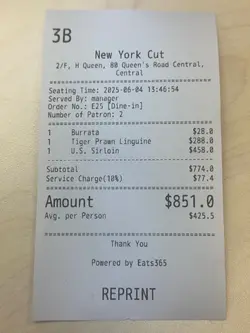 3B
New York Cut
2/F, H Queen, 80 Queen's Road Central,
Central
Seating Time: 2025-06-04 13:46:54
Served By: manager
Order No.: E25 [Dine-in]
Number of Patron: 2
1 Burrata $28.0
1 Tiger Prawn Linguine $288.0
1 U.S. Sirloin $458.0
Subtotal $774.0
Service Charge(10%) $77.4
Amount $851.0
Avg. per Person $425.5
Thank You
Powered by Eats365
REPRINT